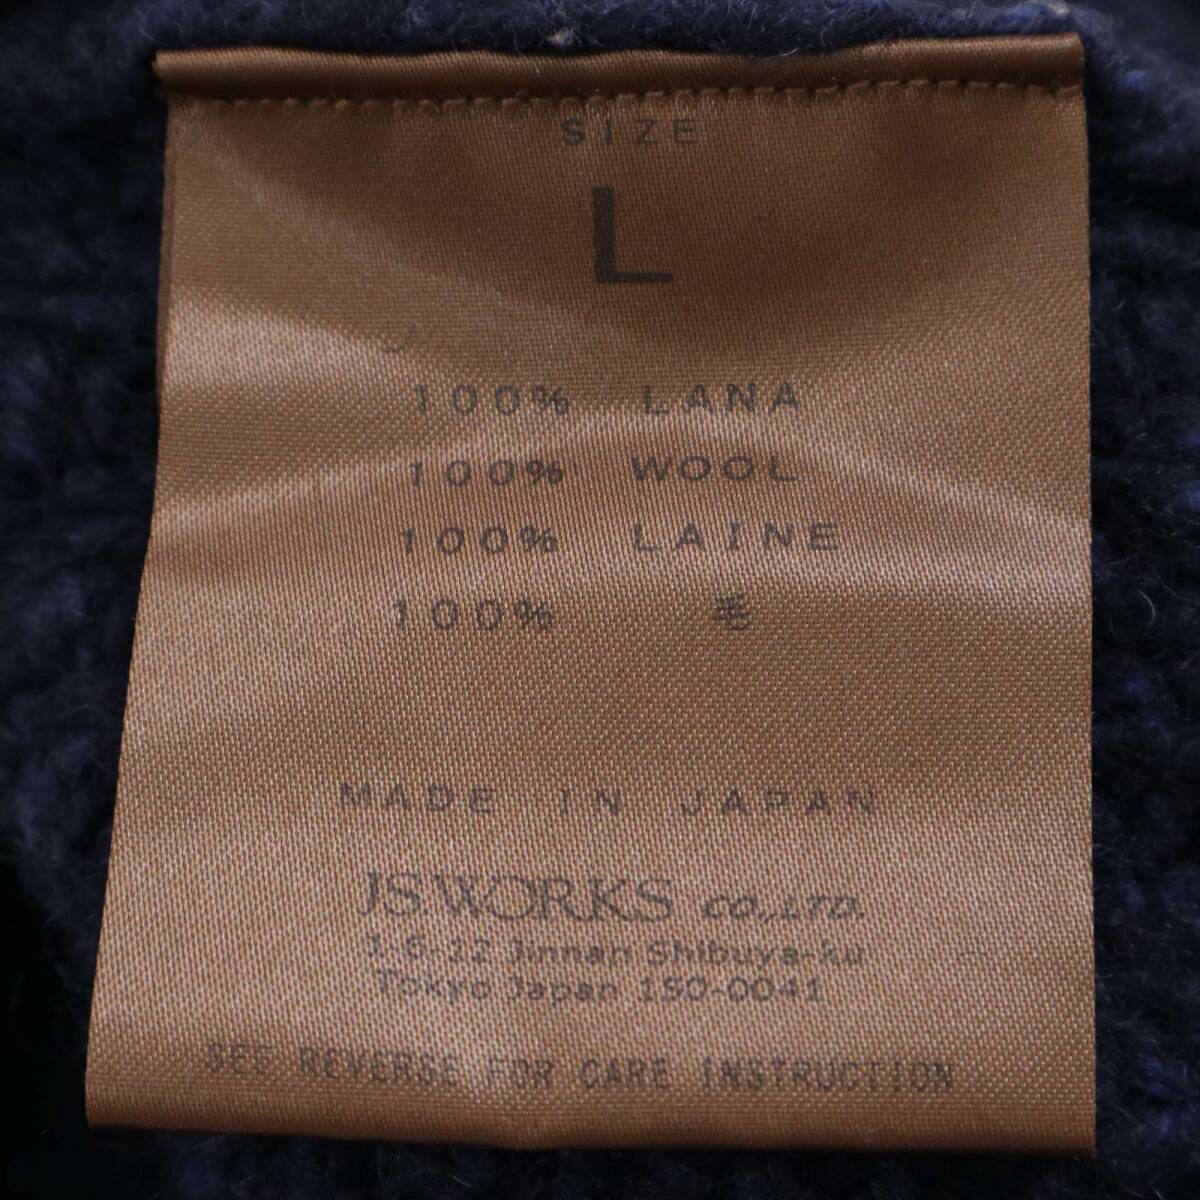 SIZE
L
100% LANA
100% WOOL
100% LAINE
100% 毛
MADE IN JAPAN
JS.WORKS CO.,LTD.
1-6-12 Jinnan Shibuya-ku
Tokyo Japan 150-0041
SEE REVERSE FOR CARE INSTRUCTION